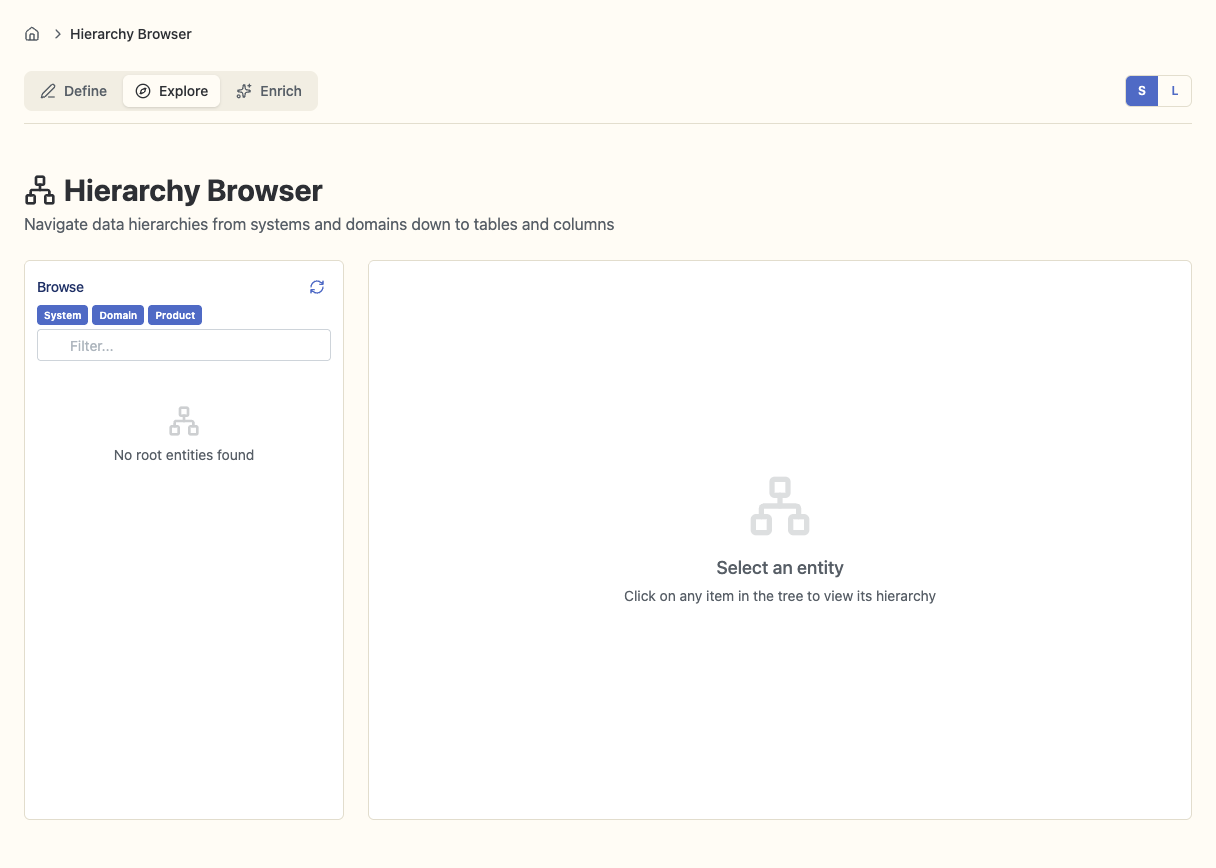 Hierarchy Browser
Define Explore Enrich S L
Hierarchy Browser
Navigate data hierarchies from systems and domains down to tables and columns
Browse
System Domain Product
Filter...
No root entities found
Select an entity
Click on any item in the tree to view its hierarchy